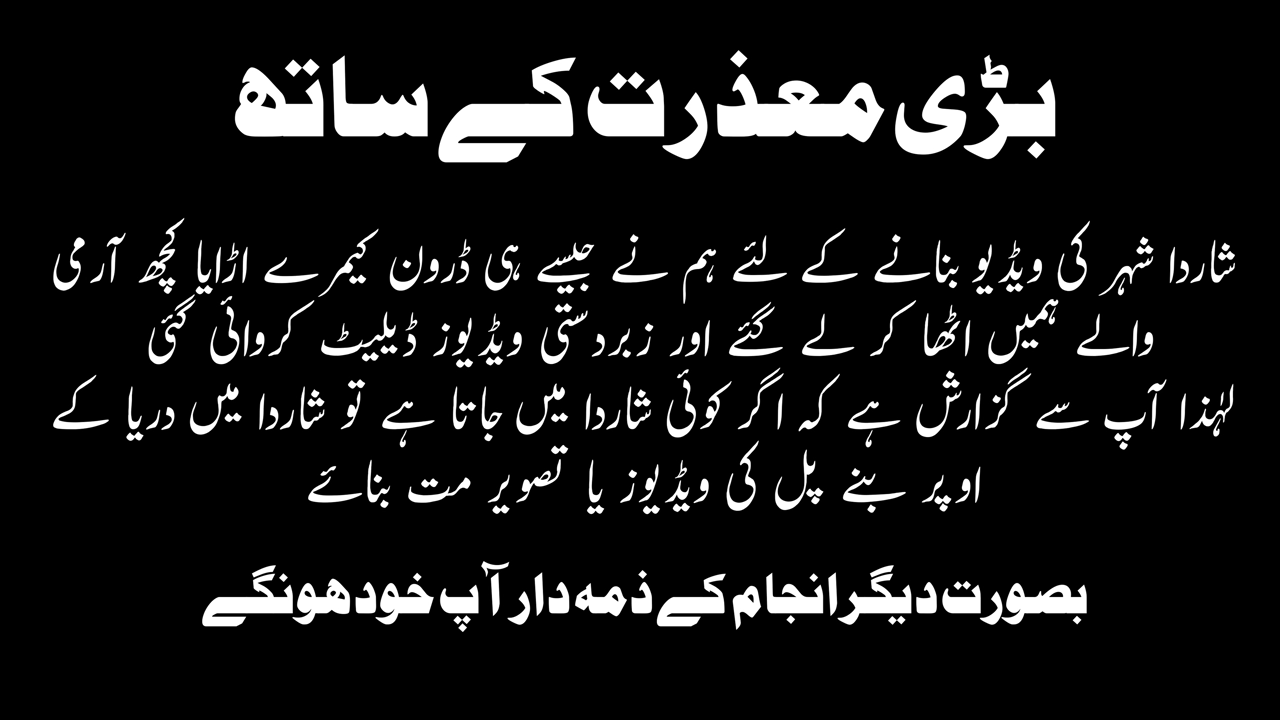 بڑی معذرت کے ساتھ
شاردا شہر کی ویڈیو بنانے کے لئے ہم نے جیسے ہی ڈرون کیمرے اڑایا کچھ آرمی
والے ہمیں اٹھا کر لے گئے اور زبردستی ویڈیوز ڈیلیٹ کروائی گئی
لہٰذا آپ سے گزارش ہے کہ اگر کوئی شاردا میں جاتا ہے تو شاردا میں دریا کے
اوپر بنے پل کی ویڈیوز یا تصویر مت بنائے
بصورت دیگر انجام کے ذمہ دار آپ خود ہونگے